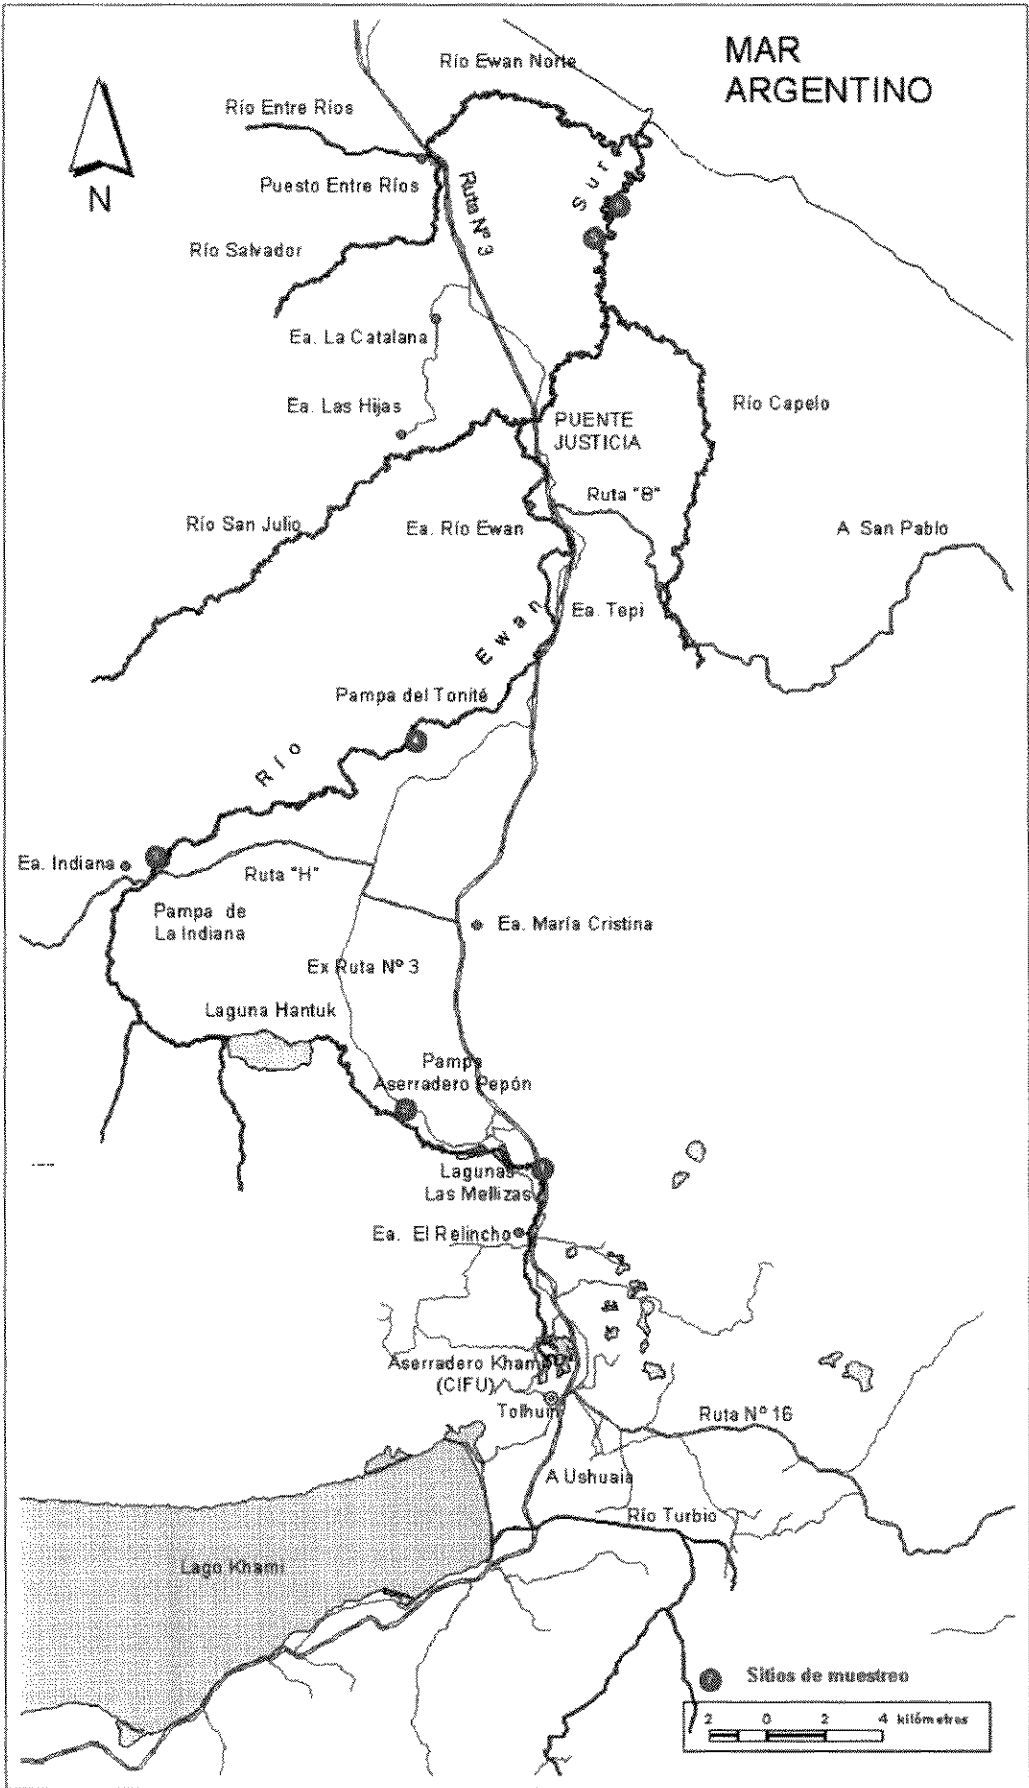 MAR
ARGENTINO
Río Ewan Norte
Río Entre Ríos
N
Puesto Entre Ríos
Ruta Nº 3
Sur
Río Salvador
Ea. La Catalana
Ea. Las Hijas
Río Capelo
PUENTE
JUSTICIA
Ruta "B"
Río San Julio
Ea. Río Ewan
A San Pablo
Ea. Tepi
Ewan
Pampa del Tonité
Río
Ea. Indiana
Ruta "H"
Pampa de
La Indiana
Ea. María Cristina
Ex Ruta Nº 3
Laguna Hantuk
Pampa
Aserradero Pepón
Lagunas
Las Mellizas
Ea. El Relincho
Aserradero Khami
(CIFU)
Tolhuin
Ruta Nº 16
A Ushuaia
Río Turbio
Lago Khami
Sitios de muestreo
2 0 2 4 kilómetros